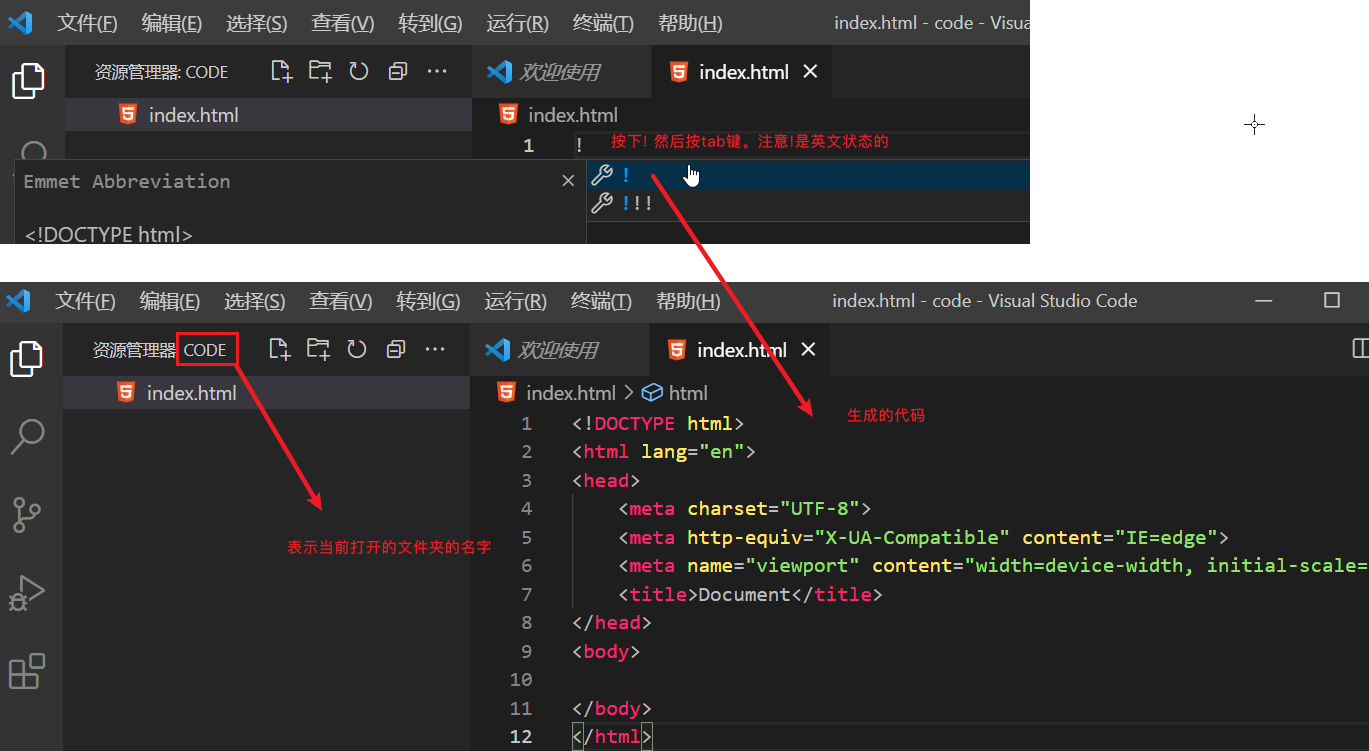 文件(F) 编辑(E) 选择(S) 查看(V) 转到(G) 运行(R) 终端(T) 帮助(H) index.html - code - Visua
资源管理器: CODE 欢迎使用 index.html
index.html index.html
1 ! 按下! 然后按tab键。注意!是英文状态的
Emmet Abbreviation !
!!!
<!DOCTYPE html>
文件(F) 编辑(E) 选择(S) 查看(V) 转到(G) 运行(R) 终端(T) 帮助(H) index.html - code - Visual Studio Code
资源管理器 CODE 欢迎使用 index.html
index.html index.html > html
1 <!DOCTYPE html> 生成的代码
2 <html lang="en">
3 <head>
4 <meta charset="UTF-8">
5 <meta http-equiv="X-UA-Compatible" content="IE=edge">
6 <meta name="viewport" content="width=device-width, initial-scale=
7 <title>Document</title>
8 </head>
9 <body>
10
11 </body>
12 </html>
表示当前打开的文件夹的名字